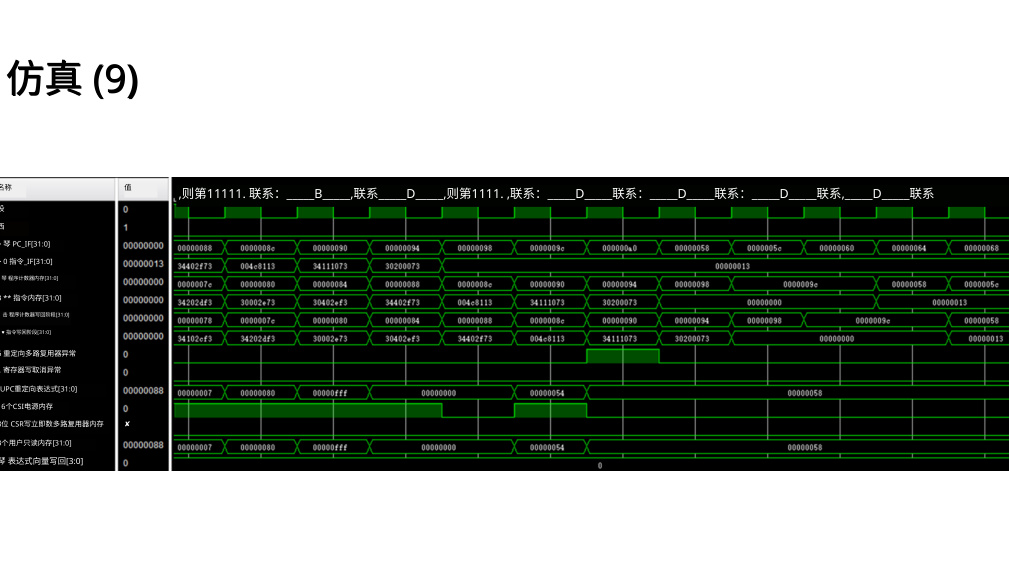 仿真 (9)
名称 值 ,则第11111. 联系：____B____,联系____D____,则第1111. ,联系：____D____联系：____D____联系：____D____联系,____D____联系
设 0
西 1
琴 PC_IF[31:0] 00000000 00000088 0000008c 00000090 00000094 00000098 0000009c 000000a0 00000058 0000005c 00000060 00000064 00000068
0 指令_IF[31:0] 00000013 34402f73 004c8113 34111073 30200073 00000013
琴 程序计数器内存[31:0] 00000000 0000007c 00000080 00000084 00000088 0000008c 00000090 00000094 00000098 0000009c 00000058 0000005c
** 指令内存[31:0] 00000000 34202df3 30002e73 30402ef3 34402f73 004c8113 34111073 30200073 00000000 00000013
击 程序计数器写回阶段[31:0] 00000000 00000078 0000007c 00000080 00000084 00000088 0000008c 00000090 00000094 0000009c 00000058
● 指令写回阶段[31:0] 00000000 34102cf3 34202df3 30002e73 30402ef3 34402f73 004c8113 34111073 30200073 00000000 00000013
重定向多路复用器异常 0
寄存器写取消异常 0
UPC重定向表达式[31:0] 00000088 00000007 00000080 00000fff 00000000 00000054 00000058
6个CSI电源内存 0
位 CSR写立即数多路复用器内存 ✘
个用户只读内存[31:0] 00000088 00000007 00000080 00000fff 00000000 00000054 00000058
琴 表达式向量写回[3:0] 0 0